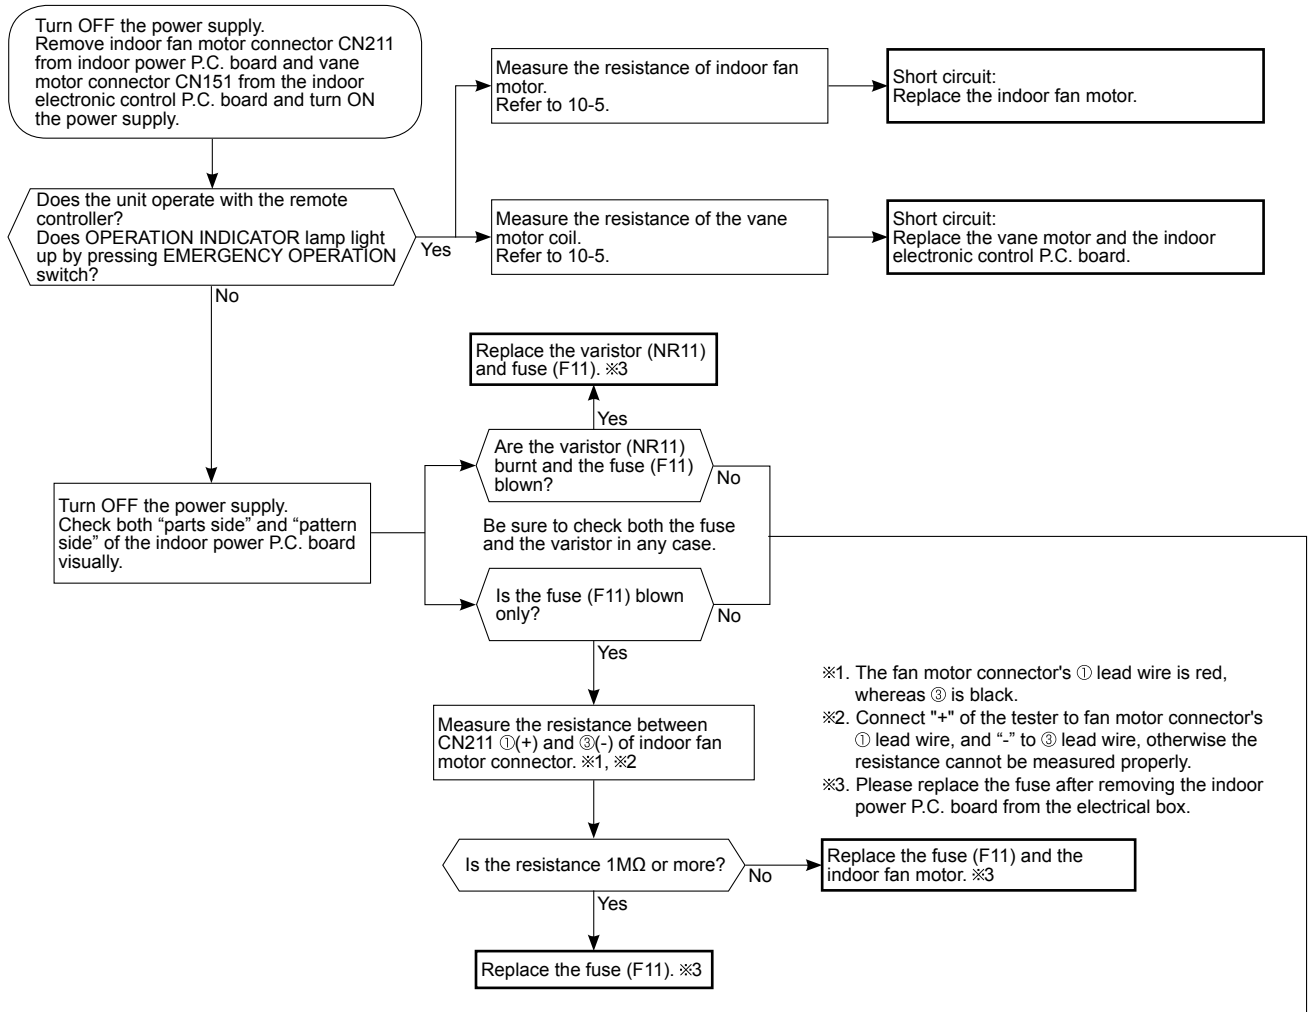 Turn OFF the power supply.
Remove indoor fan motor connector CN211
from indoor power P.C. board and vane
motor connector CN151 from the indoor
electronic control P.C. board and turn ON
the power supply.
Measure the resistance of indoor fan
motor.
Refer to 10-5.
Short circuit:
Replace the indoor fan motor.
Does the unit operate with the remote
controller?
Does OPERATION INDICATOR lamp light
up by pressing EMERGENCY OPERATION
switch?
Yes
Measure the resistance of the vane
motor coil.
Refer to 10-5.
Short circuit:
Replace the vane motor and the indoor
electronic control P.C. board.
No
Replace the varistor (NR11)
and fuse (F11). ※3
Yes
Are the varistor (NR11)
burnt and the fuse (F11)
blown?
No
Turn OFF the power supply.
Check both “parts side” and “pattern
side” of the indoor power P.C. board
visually.
Be sure to check both the fuse
and the varistor in any case.
Is the fuse (F11) blown
only?
No
Yes
Measure the resistance between
CN211 ①(+) and ③(-) of indoor fan
motor connector. ※1, ※2
※1. The fan motor connector's ① lead wire is red,
whereas ③ is black.
※2. Connect "+" of the tester to fan motor connector's
① lead wire, and “-” to ③ lead wire, otherwise the
resistance cannot be measured properly.
※3. Please replace the fuse after removing the indoor
power P.C. board from the electrical box.
Is the resistance 1MΩ or more?
No
Replace the fuse (F11) and the
indoor fan motor. ※3
Yes
Replace the fuse (F11). ※3